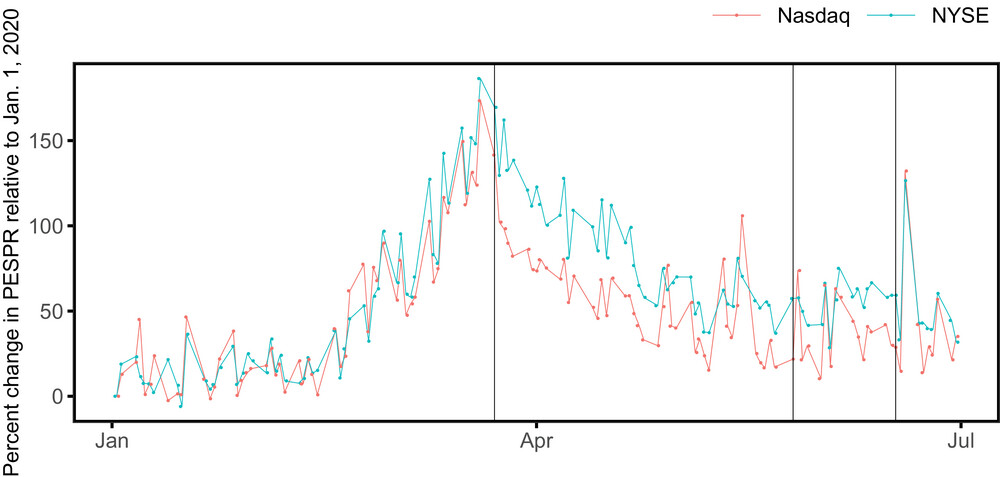 Nasdaq NYSE
Percent change in PESPR relative to Jan. 1, 2020
150
100
50
0
Jan Apr Jul